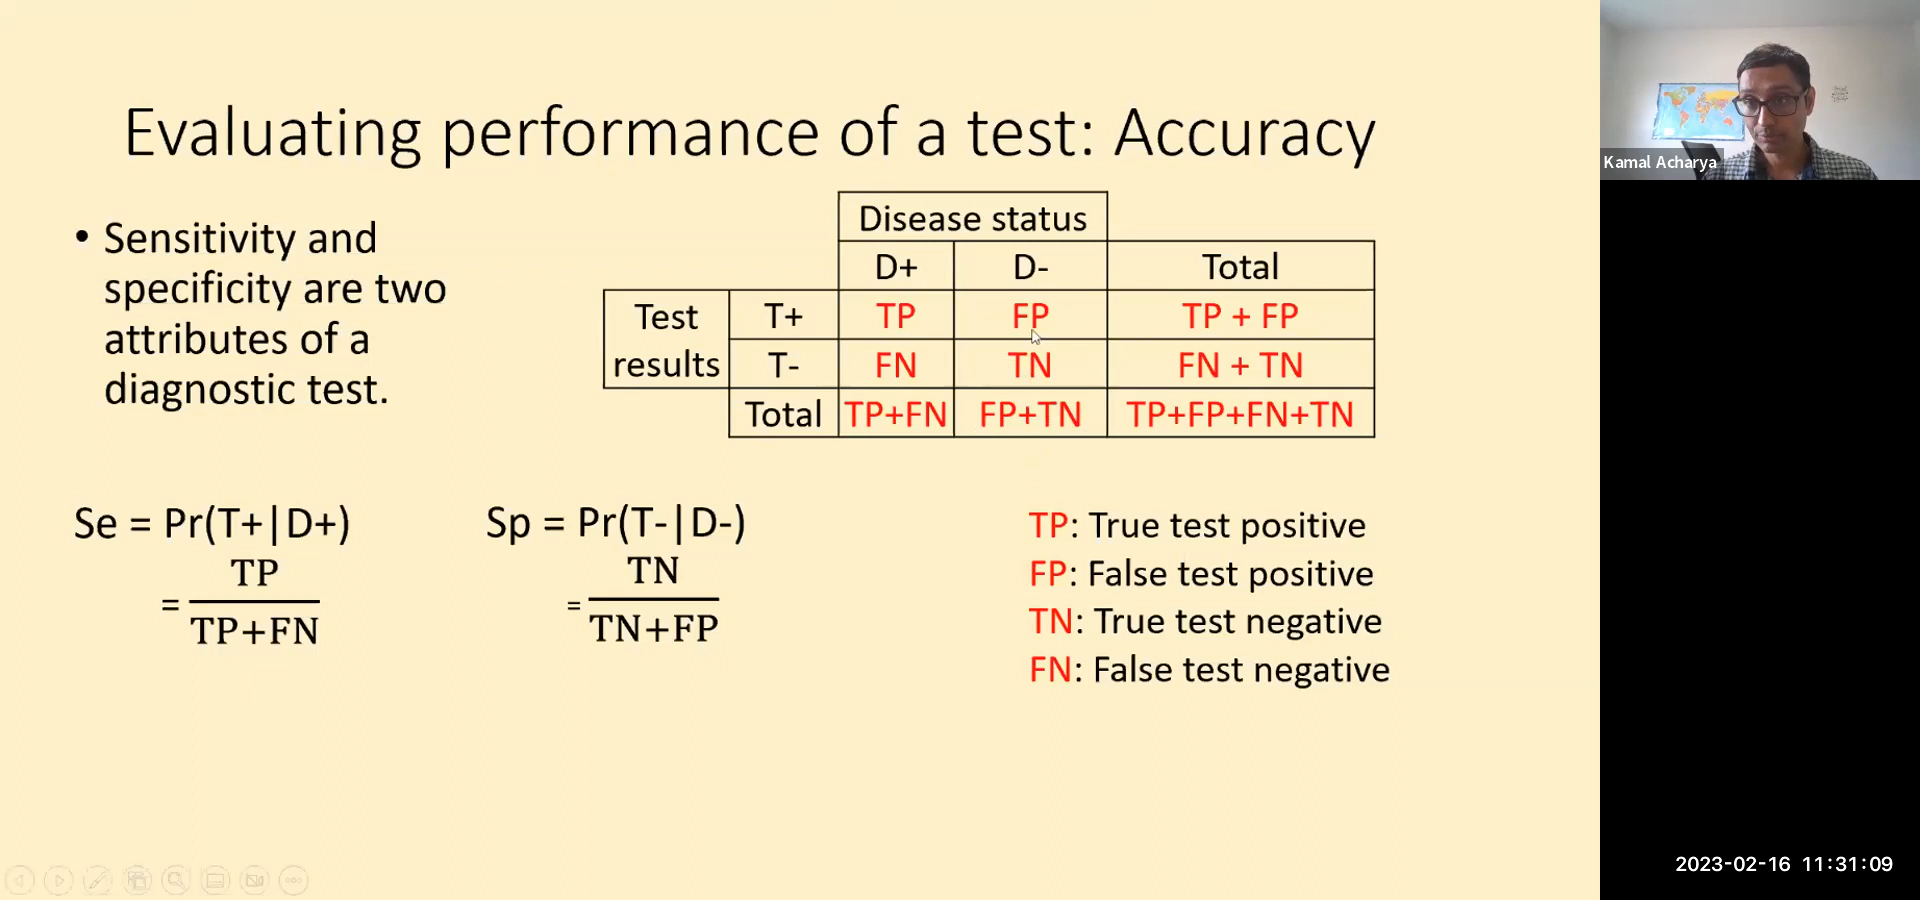 Evaluating performance of a test: Accuracy
• Sensitivity and
specificity are two
attributes of a
diagnostic test.
Disease status
D+ D- Total
Test results
T+ TP FP TP + FP
T- FN TN FN + TN
Total TP+FN FP+TN TP+FP+FN+TN
Se = Pr(T+|D+)
TP
=
TP+FN
Sp = Pr(T-|D-)
TN
=
TN+FP
TP: True test positive
FP: False test positive
TN: True test negative
FN: False test negative
Kamal Acharya
2023-02-16 11:31:09